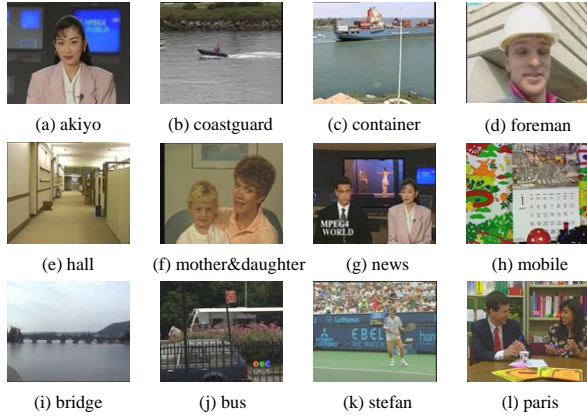 MPEG4
WORLD
(a) akiyo
(b) coastguard
(c) container
(d) foreman
MPEG4
WORLD
1
(e) hall
(f) mother&daughter
(g) news
(h) mobile
EBEL
(i) bridge
(j) bus
(k) stefan
(l) paris